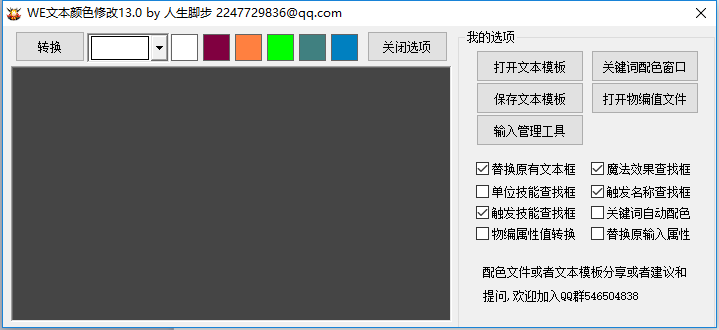 WE文本颜色修改13.0 by 人生脚步 2247729836@qq.com
转换
关闭选项
我的选项
打开文本模板 关键词配色窗口
保存文本模板 打开物编值文件
输入管理工具
替换原有文本框 魔法效果查找框
单位技能查找框 触发名称查找框
触发技能查找框 关键词自动配色
物编属性值转换 替换原输入属性
配色文件或者文本模板分享或者建议和
提问,欢迎加入QQ群546504838